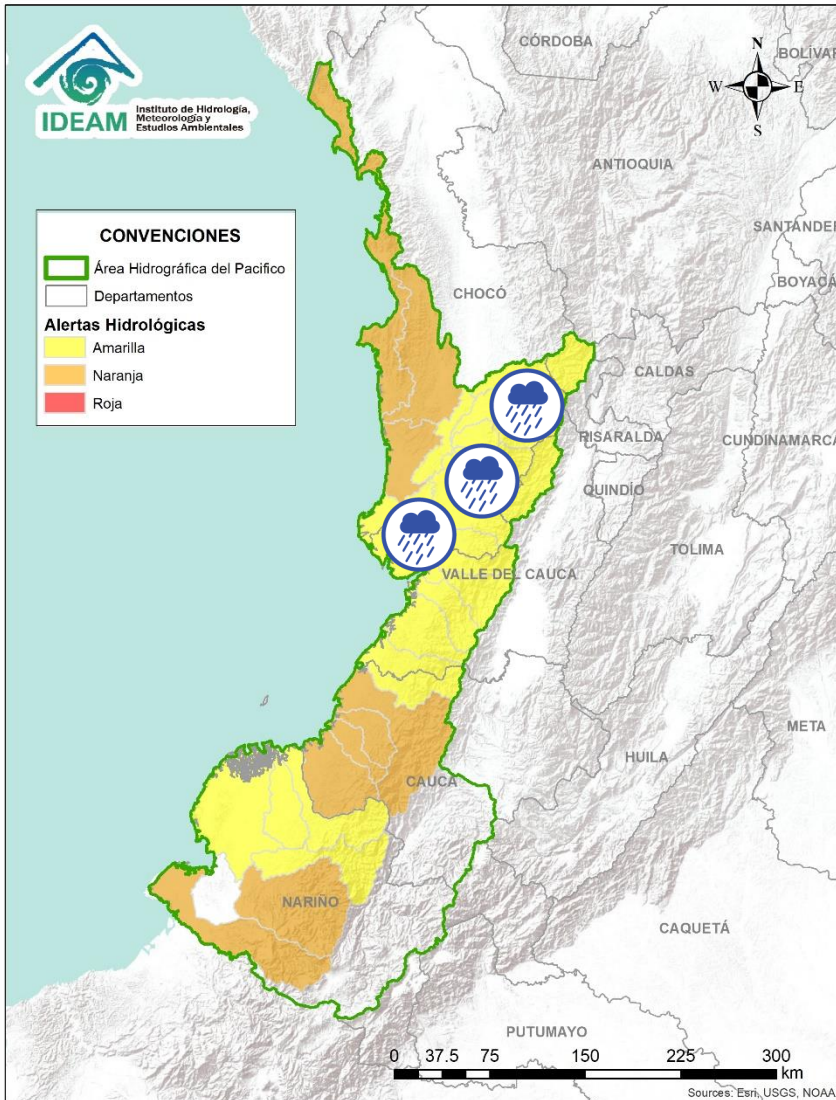 IDEAM
Instituto de Hidrología,
Meteorología y
Estudios Ambientales
CÓRDOBA
BOLÍVAR
N
W
E
S
ANTIOQUIA
CONVENCIONES
Área Hidrográfica del Pacifico
Departamentos
Alertas Hidrológicas
Amarilla
Naranja
Roja
SANTANDER
BOYACÁ
CHOCÓ
CALDAS
RISARALDA
CUNDINAMARCA
QUINDÍO
TOLIMA
VALLE DEL CAUCA
META
HUILA
CAUCA
NARIÑO
CAQUETÁ
PUTUMAYO
0 37.5 75 150 225 300
km
Sources: Esri, USGS, NOAA